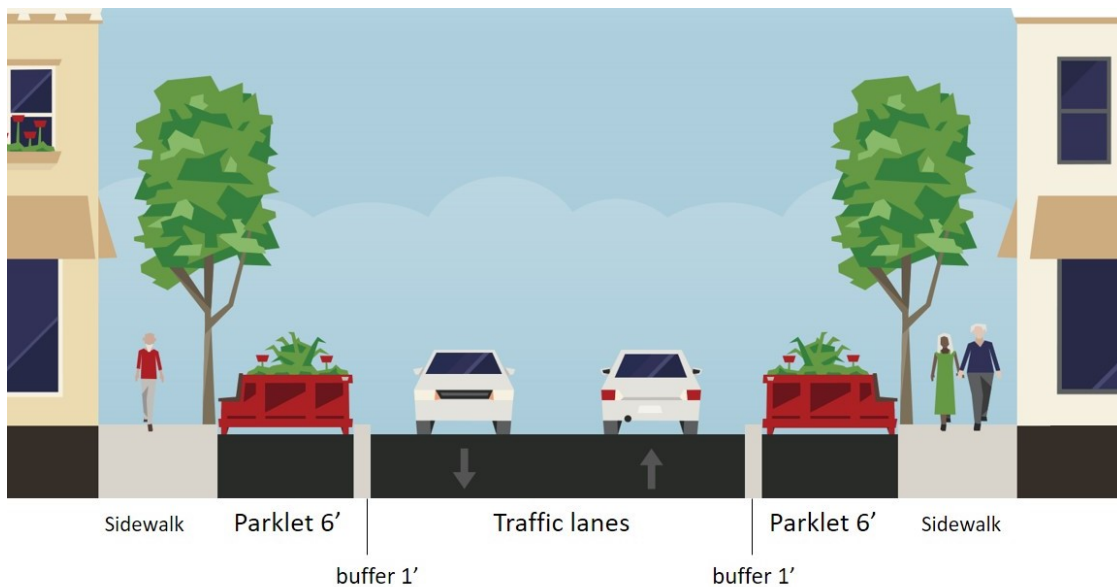 Sidewalk
Parklet 6’
Traffic lanes
Parklet 6’
Sidewalk
buffer 1’
buffer 1’